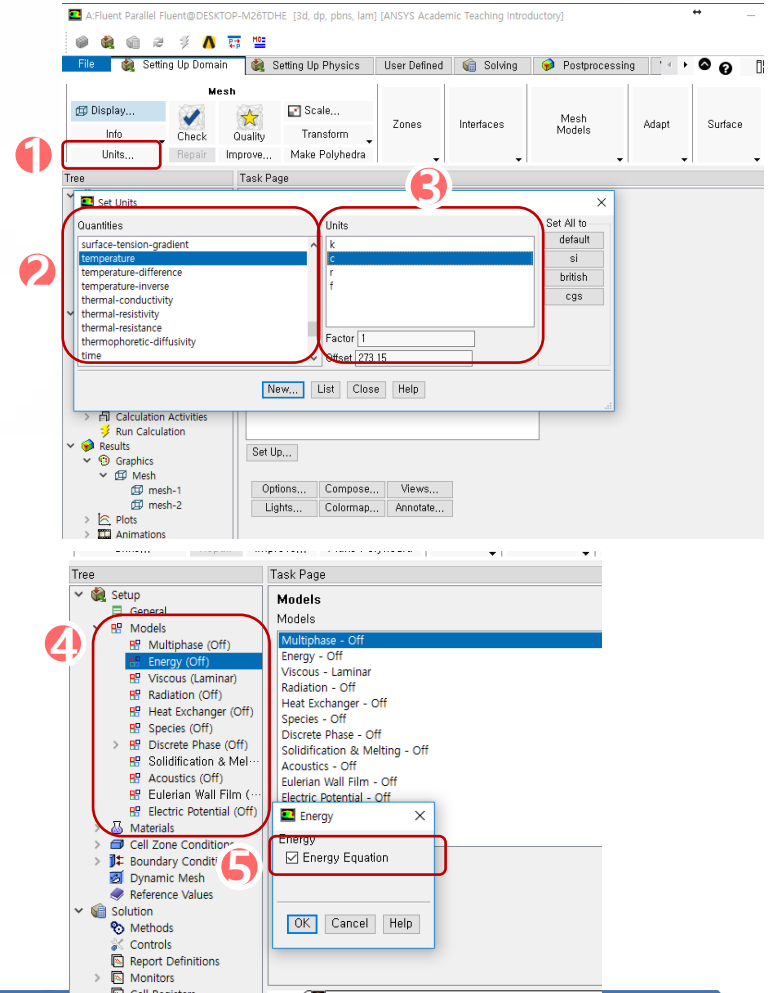 A:Fluent Parallel Fluent@DESKTOP-M26TDHE [3d, dp, pbns, lam] [ANSYS Academic Teaching Introductory]
File Setting Up Domain Setting Up Physics User Defined Solving Postprocessing
Mesh
Display... Scale...
Info Check Quality Transform Zones Interfaces Mesh Models Adapt Surface
1 Units... Repair Improve... Make Polyhedra
Tree Task Page
3
Set Units
Quantities Units Set All to
surface-tension-gradient k default
temperature c si
2 temperature-difference r british
temperature-inverse f cgs
thermal-conductivity
thermal-resistivity
thermal-resistance Factor 1
thermophoretic-diffusivity
time Offset 273.15
New... List Close Help
Calculation Activities
Run Calculation
Results
Graphics Set Up...
Mesh
mesh-1 Options... Compose... Views...
mesh-2 Lights... Colormap... Annotate...
Plots
Animations
Tree Task Page
Setup Models
General Models
4 Models Multiphase - Off
Multiphase (Off) Energy - Off
Energy (Off) Viscous - Laminar
Viscous (Laminar) Radiation - Off
Radiation (Off) Heat Exchanger - Off
Heat Exchanger (Off) Species - Off
Species (Off) Discrete Phase - Off
Discrete Phase (Off) Solidification & Melting - Off
Solidification & Mel... Acoustics - Off
Acoustics (Off) Eulerian Wall Film - Off
Eulerian Wall Film (... Electric Potential - Off
Electric Potential (Off) Energy
Materials Energy
Cell Zone Conditions Energy Equation
5 Boundary Conditi
Dynamic Mesh
Reference Values
Solution OK Cancel Help
Methods
Controls
Report Definitions
Monitors